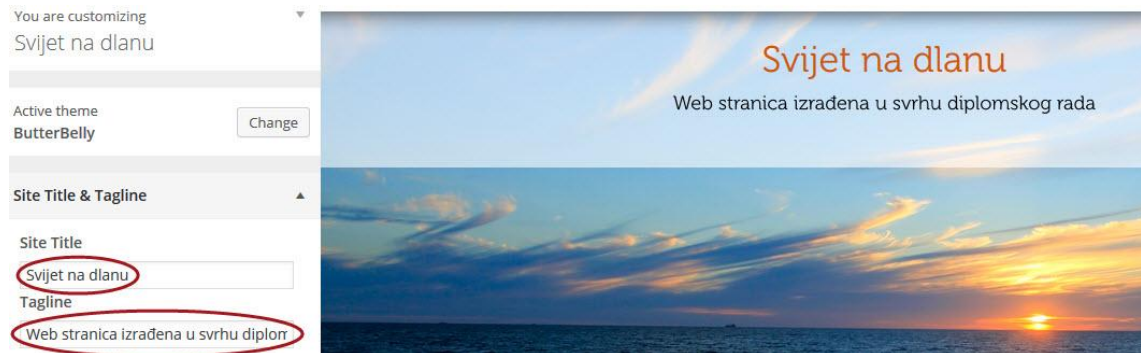 You are customizing
Svijet na dlanu
Active theme
ButterBelly
Change
Site Title & Tagline
Site Title
Svijet na dlanu
Tagline
Web stranica izrađena u svrhu diplom
Svijet na dlanu
Web stranica izrađena u svrhu diplomskog rada